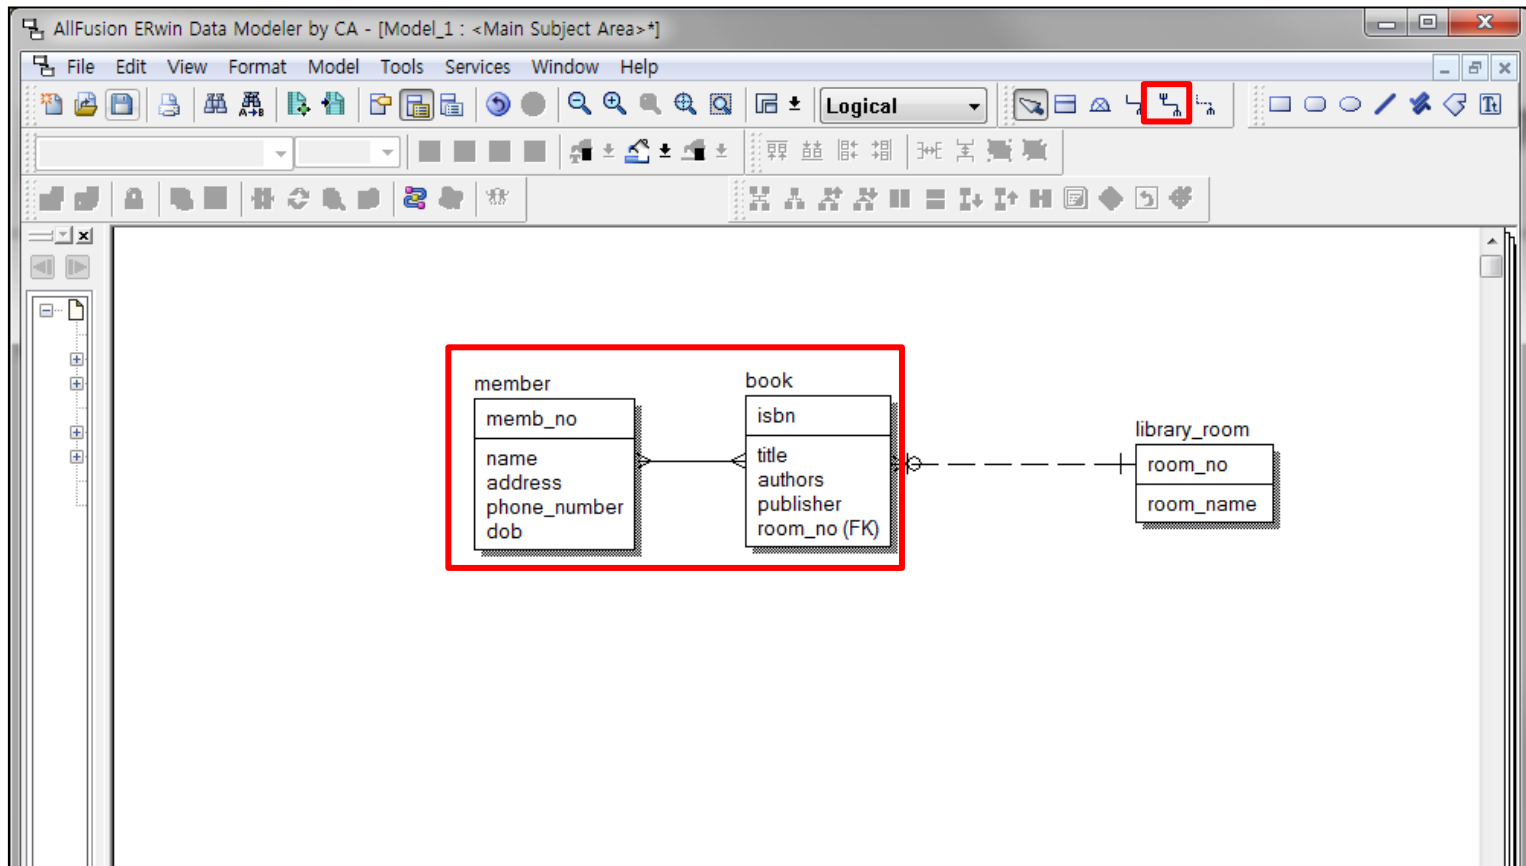 AllFusion ERwin Data Modeler by CA - [Model_1 : <Main Subject Area>*]
File Edit View Format Model Tools Services Window Help
Logical
member
memb_no
name
address
phone_number
dob
book
isbn
title
authors
publisher
room_no (FK)
library_room
room_no
room_name